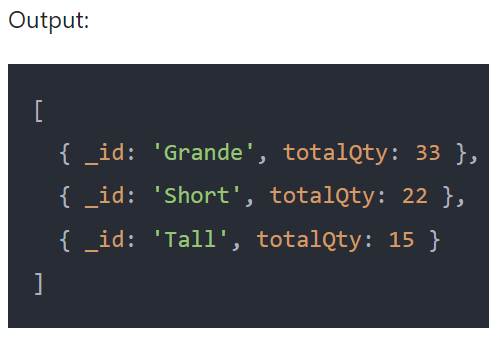 Output:
[
  { _id: 'Grande', totalQty: 33 },
  { _id: 'Short', totalQty: 22 },
  { _id: 'Tall', totalQty: 15 }
]